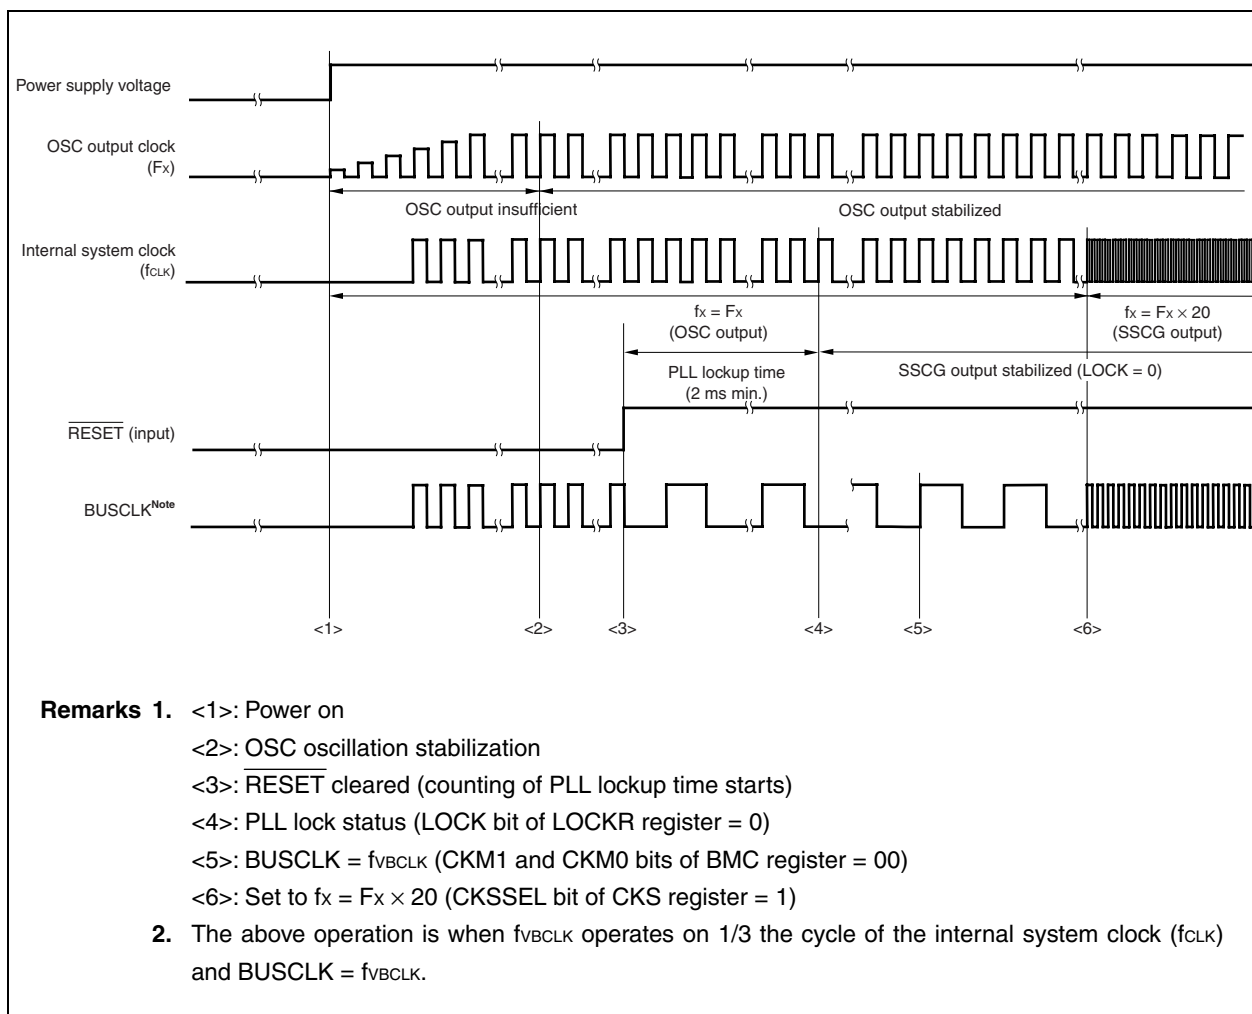 Power supply voltage
OSC output clock
(Fx)
OSC output insufficient
OSC output stabilized
Internal system clock
(fCLK)
fx = Fx
(OSC output)
fx = Fx × 20
(SSCG output)
PLL lockup time
(2 ms min.)
SSCG output stabilized (LOCK = 0)
RESET (input)
BUSCLKNote
<1>
<2>
<3>
<4>
<5>
<6>
Remarks 1. <1>: Power on
<2>: OSC oscillation stabilization
<3>: RESET cleared (counting of PLL lockup time starts)
<4>: PLL lock status (LOCK bit of LOCKR register = 0)
<5>: BUSCLK = fVBCLK (CKM1 and CKM0 bits of BMC register = 00)
<6>: Set to fx = Fx × 20 (CKSSEL bit of CKS register = 1)
2. The above operation is when fVBCLK operates on 1/3 the cycle of the internal system clock (fCLK)
and BUSCLK = fVBCLK.